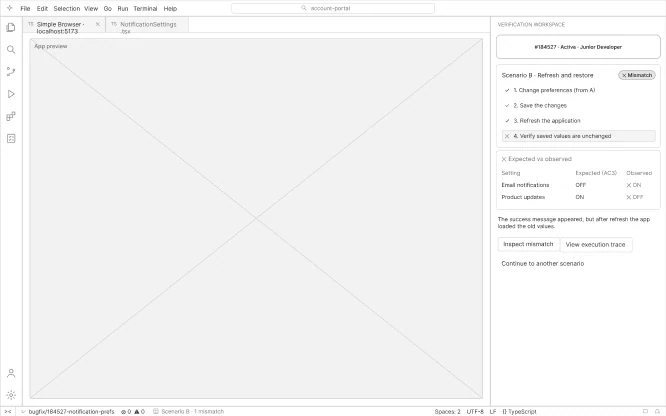 File Edit Selection View Go Run Terminal Help
account-portal
TS Simple Browser · localhost:5173
TS NotificationSettings.tsx
App preview
VERIFICATION WORKSPACE
#184527 · Active · Junior Developer
Scenario B · Refresh and restore
Mismatch
1. Change preferences (from A)
2. Save the changes
3. Refresh the application
4. Verify saved values are unchanged
Expected vs observed
Setting Expected (AC3) Observed
Email notifications OFF ON
Product updates ON OFF
The success message appeared, but after refresh the app
loaded the old values.
Inspect mismatch
View execution trace
Continue to another scenario
bugfix/184527-notification-prefs 0 0 Scenario B · 1 mismatch
Spaces: 2 UTF-8 LF {} TypeScript